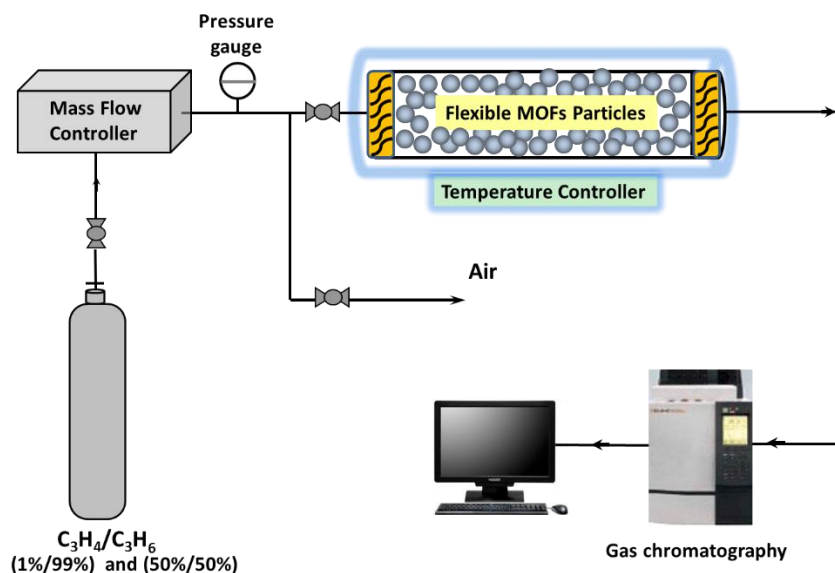 Pressure
gauge
Mass Flow
Controller
Flexible MOFs Particles
Temperature Controller
Air
C₃H₄/C₃H₆
(1%/99%) and (50%/50%)
Gas chromatography